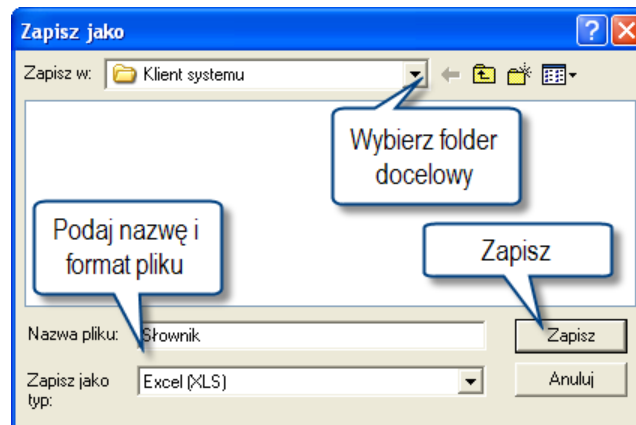 Zapisz jako
Zapisz w: Klient systemu
Wybierz folder
docelowy
Podaj nazwę i
format pliku
Zapisz
Nazwa pliku: Słownik Zapisz
Zapisz jako typ: Excel (XLS) Anuluj